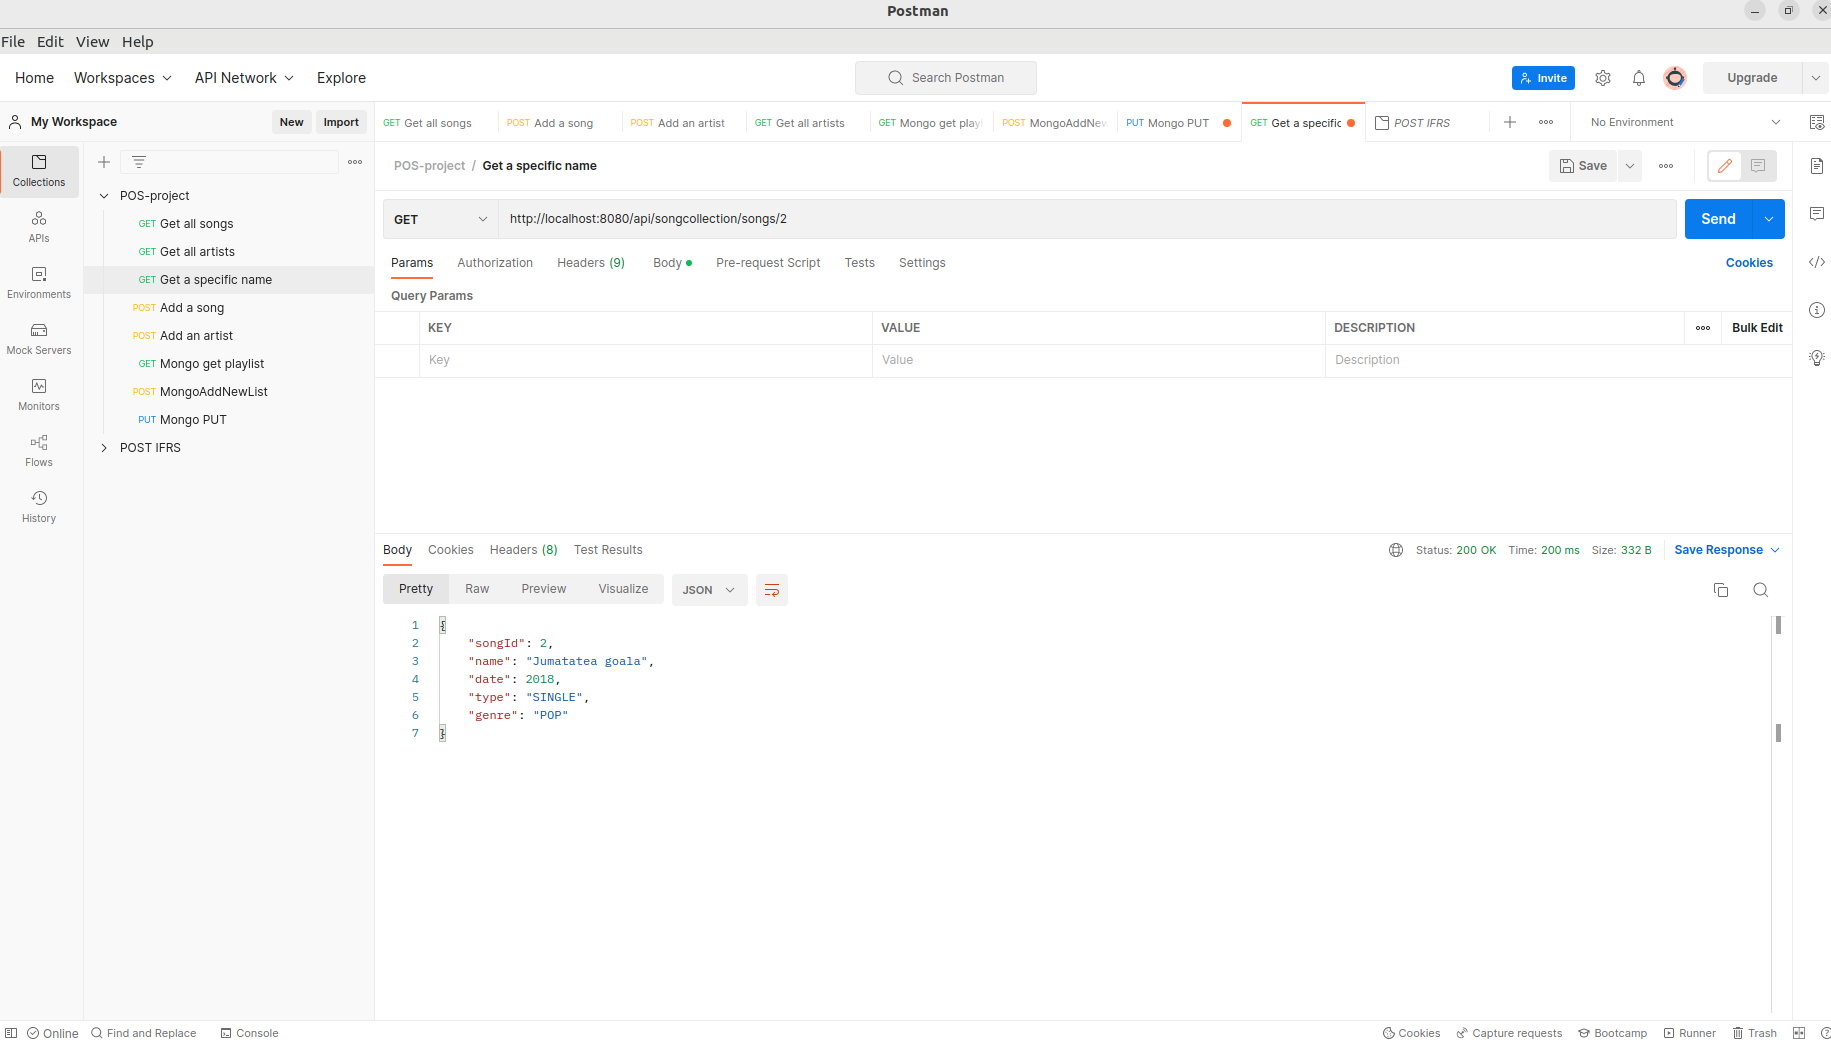 Postman
File Edit View Help
Home Workspaces API Network Explore
Search Postman
Invite
Upgrade
My Workspace
New Import
GET Get all songs
POST Add a song
POST Add an artist
GET Get all artists
GET Mongo get play
POST MongoAddNew
PUT Mongo PUT
GET Get a specific
POST IFRS
No Environment
Collections
APIs
Environments
Mock Servers
Monitors
Flows
History
POS-project
GET Get all songs
GET Get all artists
GET Get a specific name
POST Add a song
POST Add an artist
GET Mongo get playlist
POST MongoAddNewList
PUT Mongo PUT
POST IFRS
POS-project / Get a specific name
Save
GET http://localhost:8080/api/songcollection/songs/2
Send
Params Authorization Headers (9) Body Pre-request Script Tests Settings
Cookies
Query Params
KEY VALUE DESCRIPTION Bulk Edit
Key Value Description
Body Cookies Headers (8) Test Results
Status: 200 OK Time: 200 ms Size: 332 B Save Response
Pretty Raw Preview Visualize JSON
1 {
2 "songId": 2,
3 "name": "Jumatatea goala",
4 "date": 2018,
5 "type": "SINGLE",
6 "genre": "POP"
7 }
Online Find and Replace Console
Cookies Capture requests Bootcamp Runner Trash